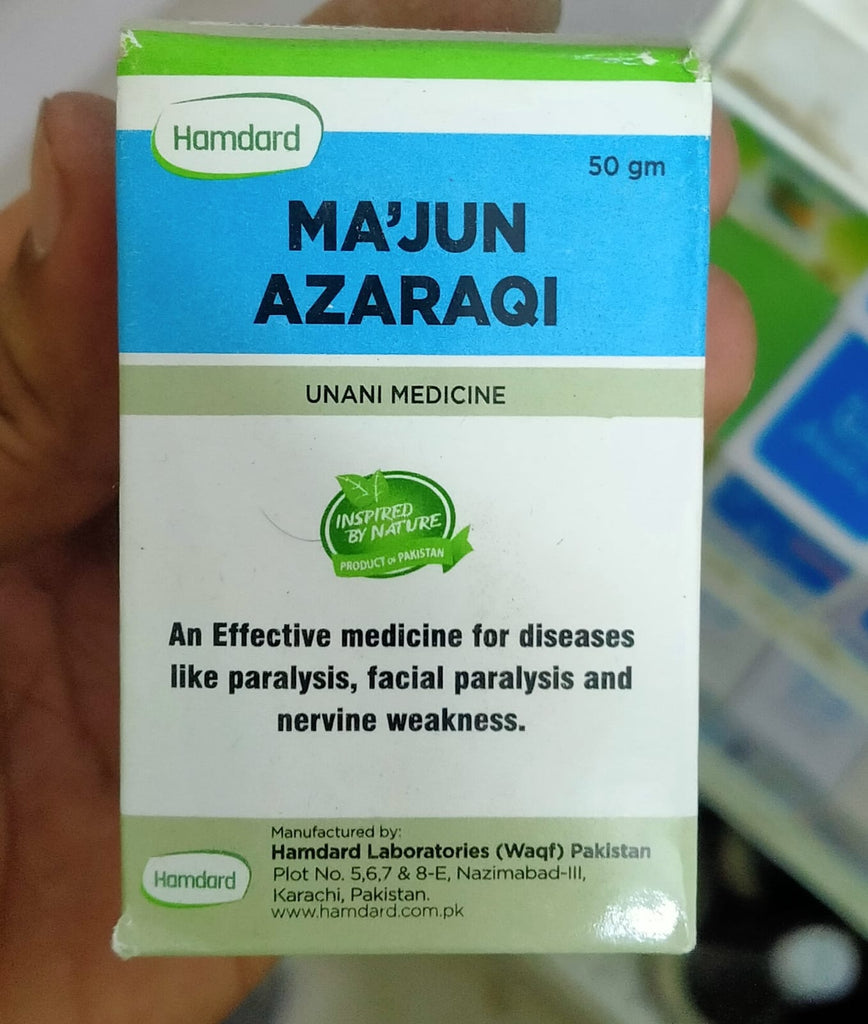 Hamdard
50 gm
MA'JUN
AZARAQI
UNANI MEDICINE
INSPIRED
BY NATURE
PRODUCT OF PAKISTAN
An Effective medicine for diseases
like paralysis, facial paralysis and
nervine weakness.
Manufactured by:
Hamdard Laboratories (Waqf) Pakistan
Plot No. 5,6,7 & 8-E, Nazimabad-III,
Karachi, Pakistan.
www.hamdard.com.pk
Hamdard